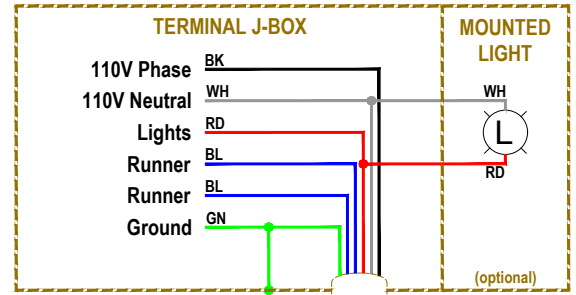 TERMINAL J-BOX
MOUNTED
LIGHT
110V Phase BK
110V Neutral WH
WH
Lights RD
L
Runner BL
RD
Runner BL
Ground GN
(optional)